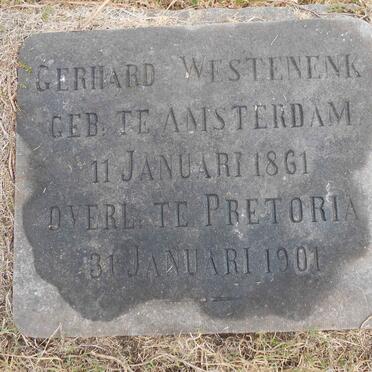 Gerhard Westenenk
geb. te Amsterdam
11 Januari 1861
overl. te Pretoria
31 Januari 1901